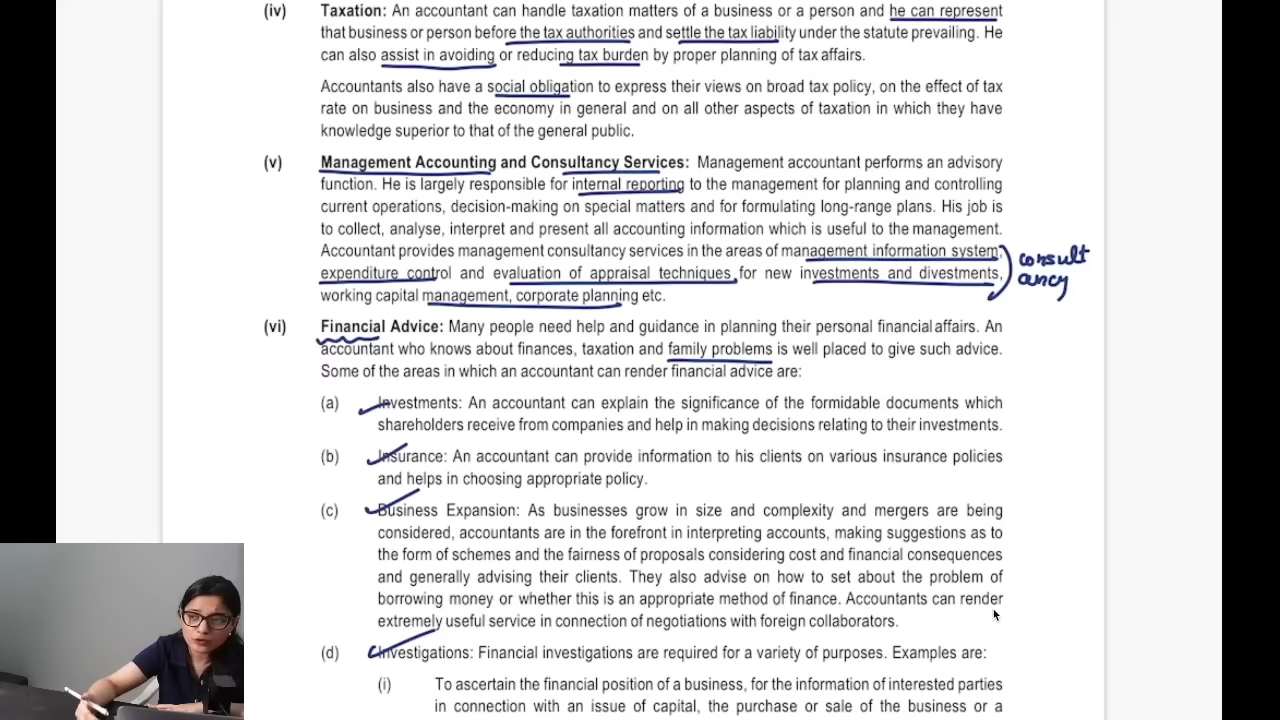 (iv) Taxation: An accountant can handle taxation matters of a business or a person and he can represent
that business or person before the tax authorities and settle the tax liability under the statute prevailing. He
can also assist in avoiding or reducing tax burden by proper planning of tax affairs.
Accountants also have a social obligation to express their views on broad tax policy, on the effect of tax
rate on business and the economy in general and on all other aspects of taxation in which they have
knowledge superior to that of the general public.
(v) Management Accounting and Consultancy Services: Management accountant performs an advisory
function. He is largely responsible for internal reporting to the management for planning and controlling
current operations, decision-making on special matters and for formulating long-range plans. His job is
to collect, analyse, interpret and present all accounting information which is useful to the management.
Accountant provides management consultancy services in the areas of management information system,
expenditure control and evaluation of appraisal techniques for new investments and divestments,
working capital management, corporate planning etc.
consult
ancy
(vi) Financial Advice: Many people need help and guidance in planning their personal financial affairs. An
accountant who knows about finances, taxation and family problems is well placed to give such advice.
Some of the areas in which an accountant can render financial advice are:
(a) Investments: An accountant can explain the significance of the formidable documents which
shareholders receive from companies and help in making decisions relating to their investments.
(b) Insurance: An accountant can provide information to his clients on various insurance policies
and helps in choosing appropriate policy.
(c) Business Expansion: As businesses grow in size and complexity and mergers are being
considered, accountants are in the forefront in interpreting accounts, making suggestions as to
the form of schemes and the fairness of proposals considering cost and financial consequences
and generally advising their clients. They also advise on how to set about the problem of
borrowing money or whether this is an appropriate method of finance. Accountants can render
extremely useful service in connection of negotiations with foreign collaborators.
(d) Investigations: Financial investigations are required for a variety of purposes. Examples are:
(i) To ascertain the financial position of a business, for the information of interested parties
in connection with an issue of capital, the purchase or sale of the business or a